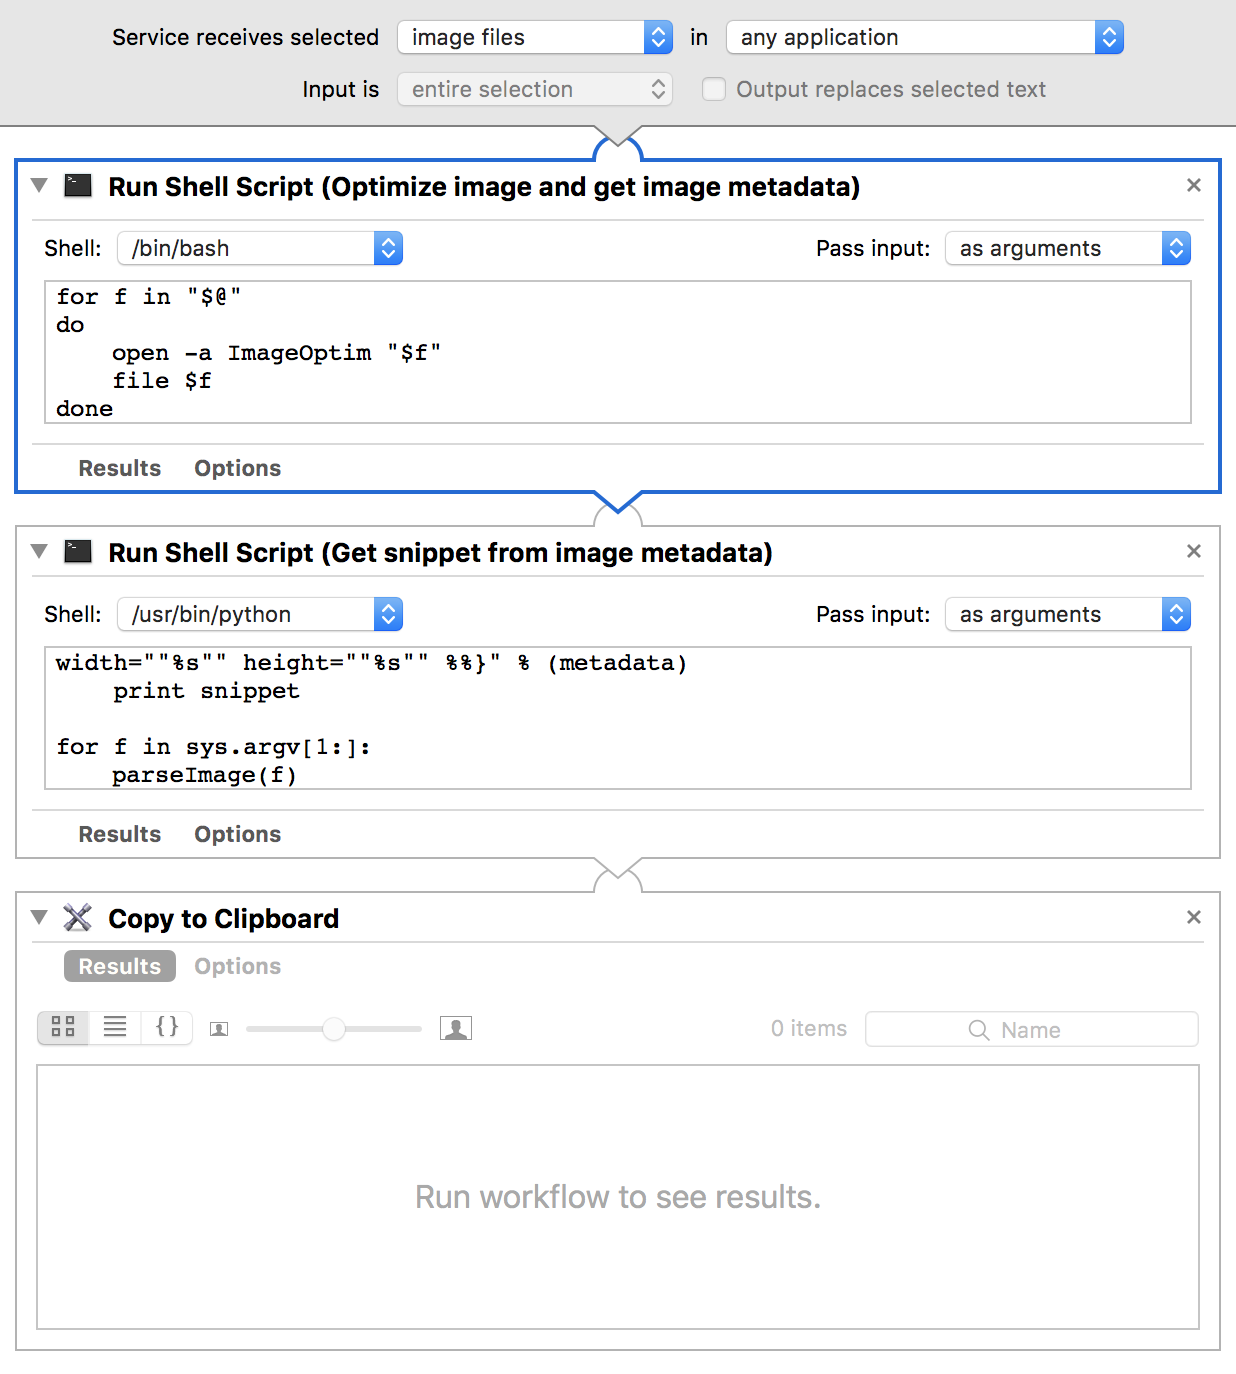 Service receives selected image files in any application
Input is entire selection Output replaces selected text
Run Shell Script (Optimize image and get image metadata)
Shell: /bin/bash Pass input: as arguments
for f in "$@"
do
    open -a ImageOptim "$f"
    file $f
done
Results Options
Run Shell Script (Get snippet from image metadata)
Shell: /usr/bin/python Pass input: as arguments
width=""%s"" height=""%s"" %%}" % (metadata)
    print snippet
for f in sys.argv[1:]:
    parseImage(f)
Results Options
Copy to Clipboard
Results Options
{} 0 items Name
Run workflow to see results.